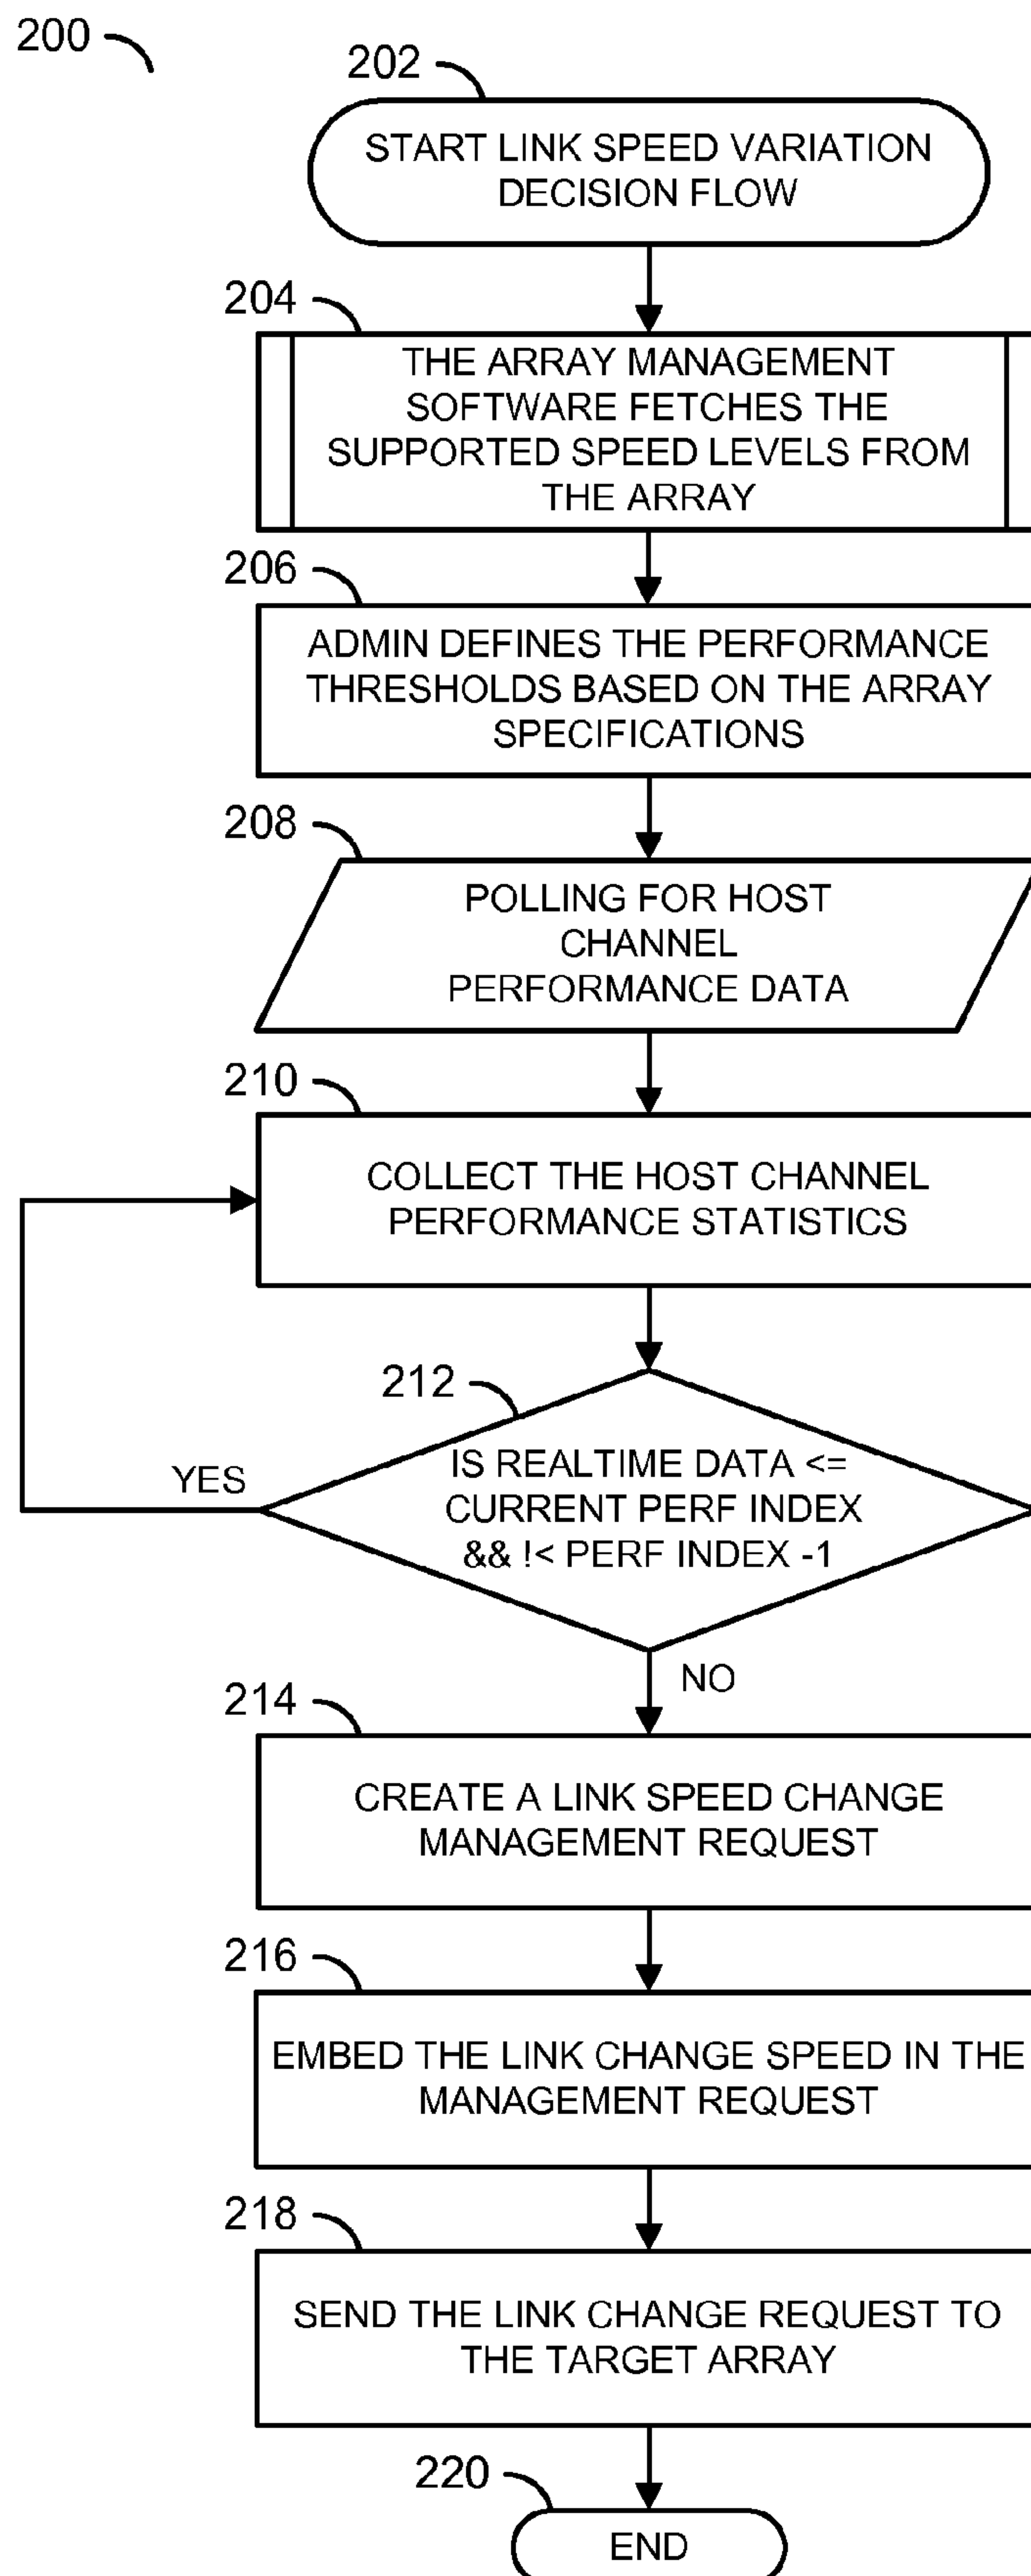 200
202
START LINK SPEED VARIATION
DECISION FLOW
204
THE ARRAY MANAGEMENT
SOFTWARE FETCHES THE
SUPPORTED SPEED LEVELS FROM
THE ARRAY
206
ADMIN DEFINES THE PERFORMANCE
THRESHOLDS BASED ON THE ARRAY
SPECIFICATIONS
208
POLLING FOR HOST
CHANNEL
PERFORMANCE DATA
210
COLLECT THE HOST CHANNEL
PERFORMANCE STATISTICS
212
IS REALTIME DATA <=
CURRENT PERF INDEX
&& !< PERF INDEX -1
YES
NO
214
CREATE A LINK SPEED CHANGE
MANAGEMENT REQUEST
216
EMBED THE LINK CHANGE SPEED IN THE
MANAGEMENT REQUEST
218
SEND THE LINK CHANGE REQUEST TO
THE TARGET ARRAY
220
END